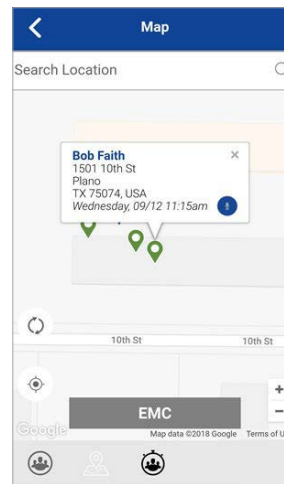 Map
Search Location
Bob Faith
1501 10th St
Plano
TX 75074, USA
Wednesday, 09/12 11:15am
10th St
10th St
EMC
Google
Map data ©2018 Google
Terms of U